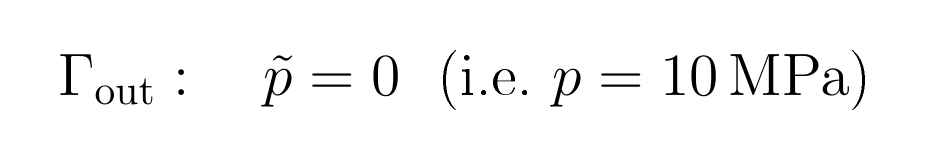 Γ_out :  p̃ = 0  (i.e. p = 10 MPa)